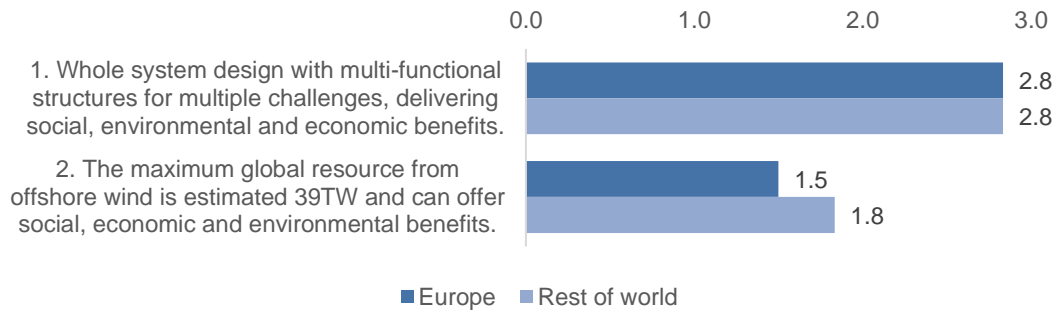 0.0 1.0 2.0 3.0
1. Whole system design with multi-functional
structures for multiple challenges, delivering
social, environmental and economic benefits.
2.8
2.8
2. The maximum global resource from
offshore wind is estimated 39TW and can offer
social, economic and environmental benefits.
1.5
1.8
Europe Rest of world